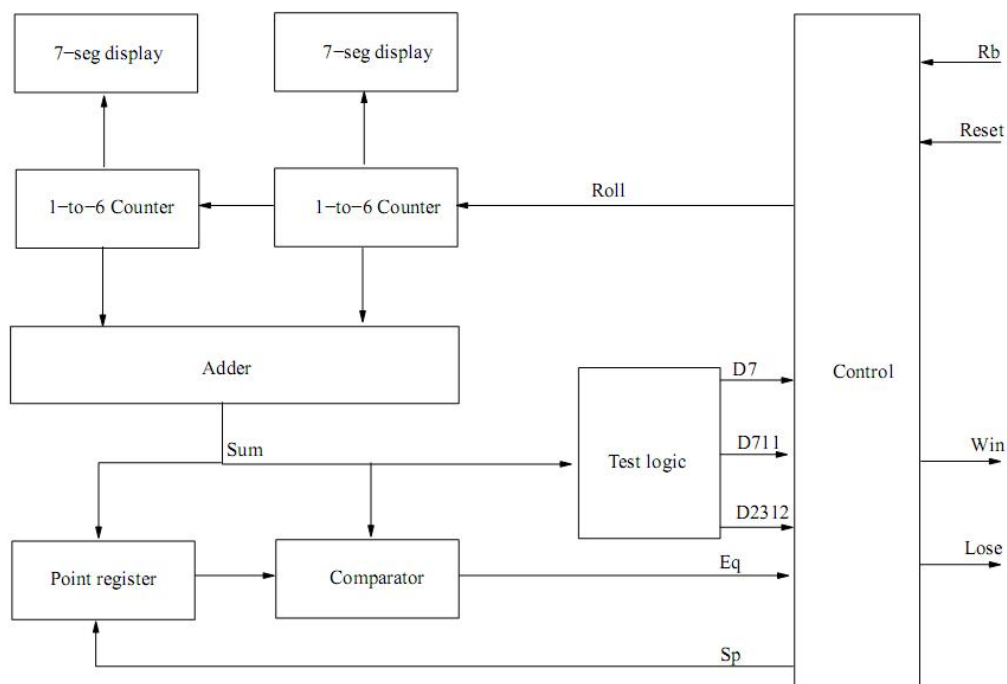 7−seg display
7−seg display
Rb
Reset
1−to−6 Counter
1−to−6 Counter
Roll
Adder
D7
Control
Sum
D711
Test logic
Win
D2312
Point register
Comparator
Eq
Lose
Sp